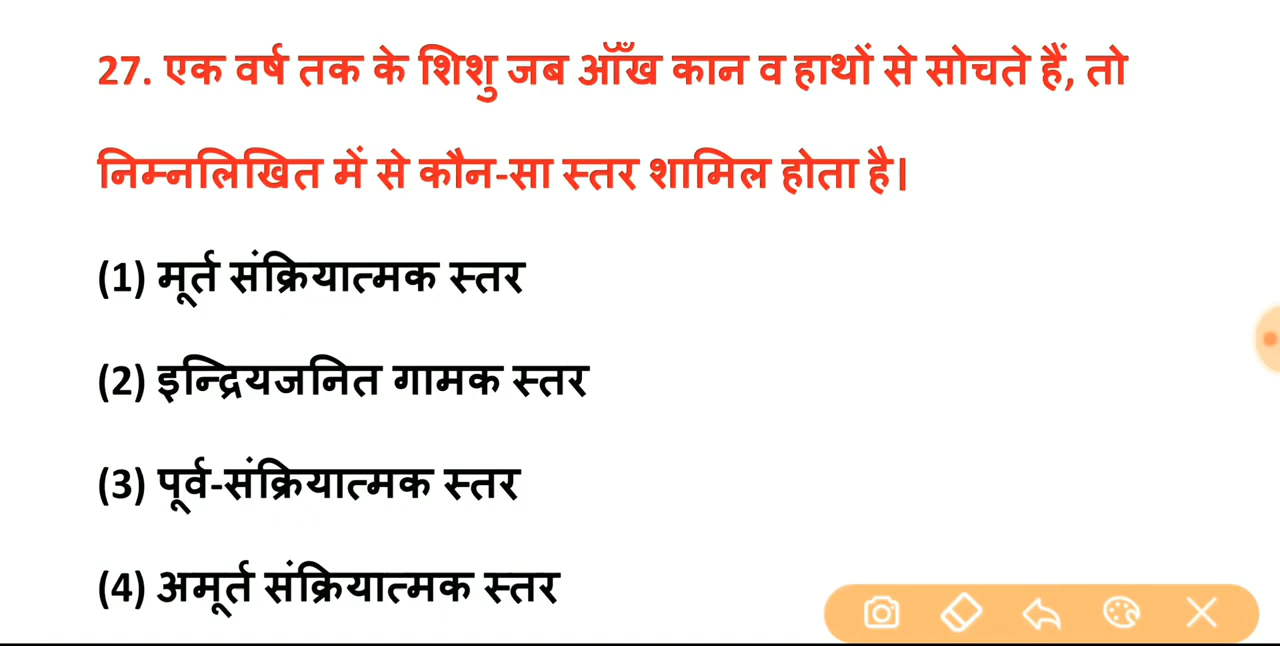 27. एक वर्ष तक के शिशु जब आँख कान व हाथों से सोचते हैं, तो
निम्नलिखित में से कौन-सा स्तर शामिल होता है।
(1) मूर्त संक्रियात्मक स्तर
(2) इन्द्रियजनित गामक स्तर
(3) पूर्व-संक्रियात्मक स्तर
(4) अमूर्त संक्रियात्मक स्तर